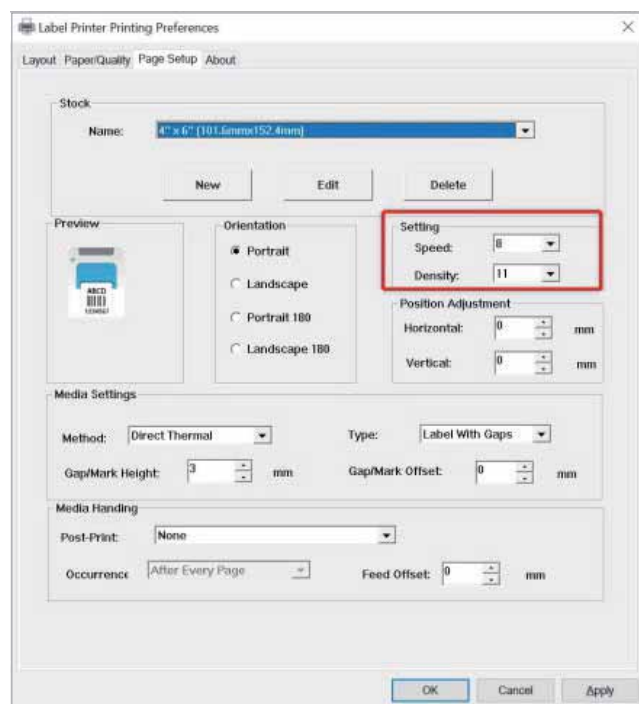 Label Printer Printing Preferences
Layout Paper/Quality Page Setup About
Stock
Name: 4" x 6" (101.6mmx152.4mm)
New Edit Delete
Preview
ABCD
1234567
Orientation
Portrait
Landscape
Portrait 180
Landscape 180
Setting
Speed: 8
Density: 11
Position Adjustment
Horizontal: 0 mm
Vertical: 0 mm
Media Settings
Method: Direct Thermal Type: Label With Gaps
Gap/Mark Height: 3 mm Gap/Mark Offset: 0 mm
Media Handing
Post-Print: None
Occurrence After Every Page Feed Offset: 0 mm
OK Cancel Apply